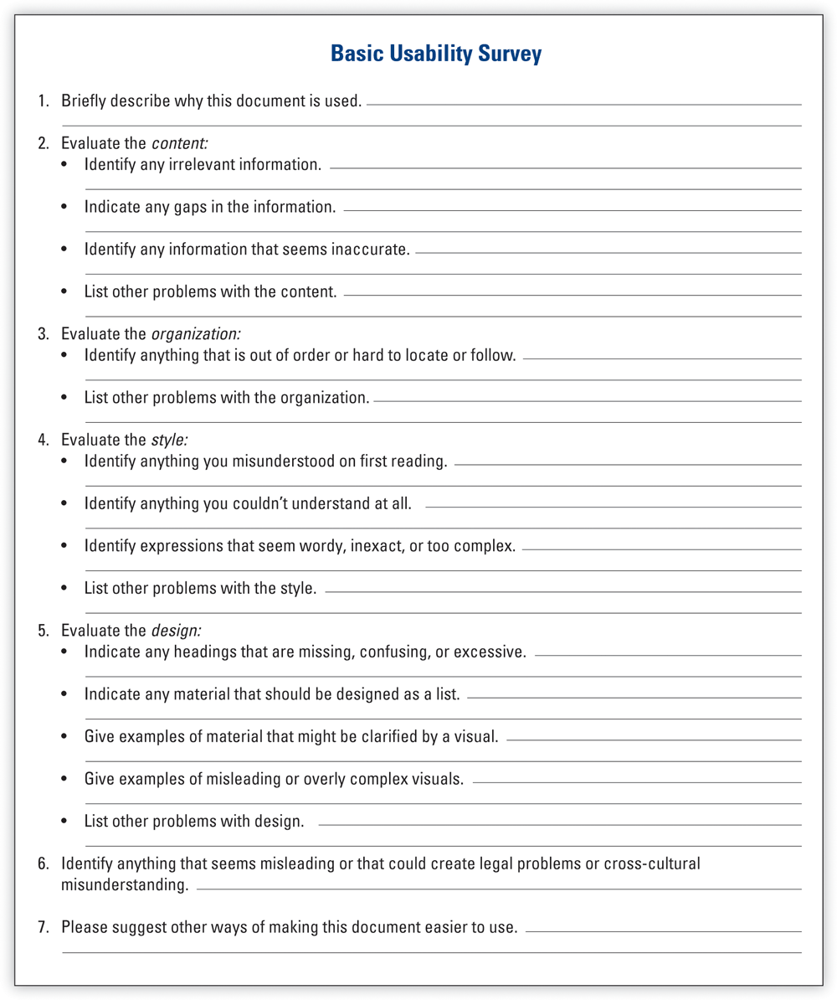 Basic Usability Survey
1. Briefly describe why this document is used.
2. Evaluate the content:
• Identify any irrelevant information.
• Indicate any gaps in the information.
• Identify any information that seems inaccurate.
• List other problems with the content.
3. Evaluate the organization:
• Identify anything that is out of order or hard to locate or follow.
• List other problems with the organization.
4. Evaluate the style:
• Identify anything you misunderstood on first reading.
• Identify anything you couldn’t understand at all.
• Identify expressions that seem wordy, inexact, or too complex.
• List other problems with the style.
5. Evaluate the design:
• Indicate any headings that are missing, confusing, or excessive.
• Indicate any material that should be designed as a list.
• Give examples of material that might be clarified by a visual.
• Give examples of misleading or overly complex visuals.
• List other problems with design.
6. Identify anything that seems misleading or that could create legal problems or cross-cultural
misunderstanding.
7. Please suggest other ways of making this document easier to use.